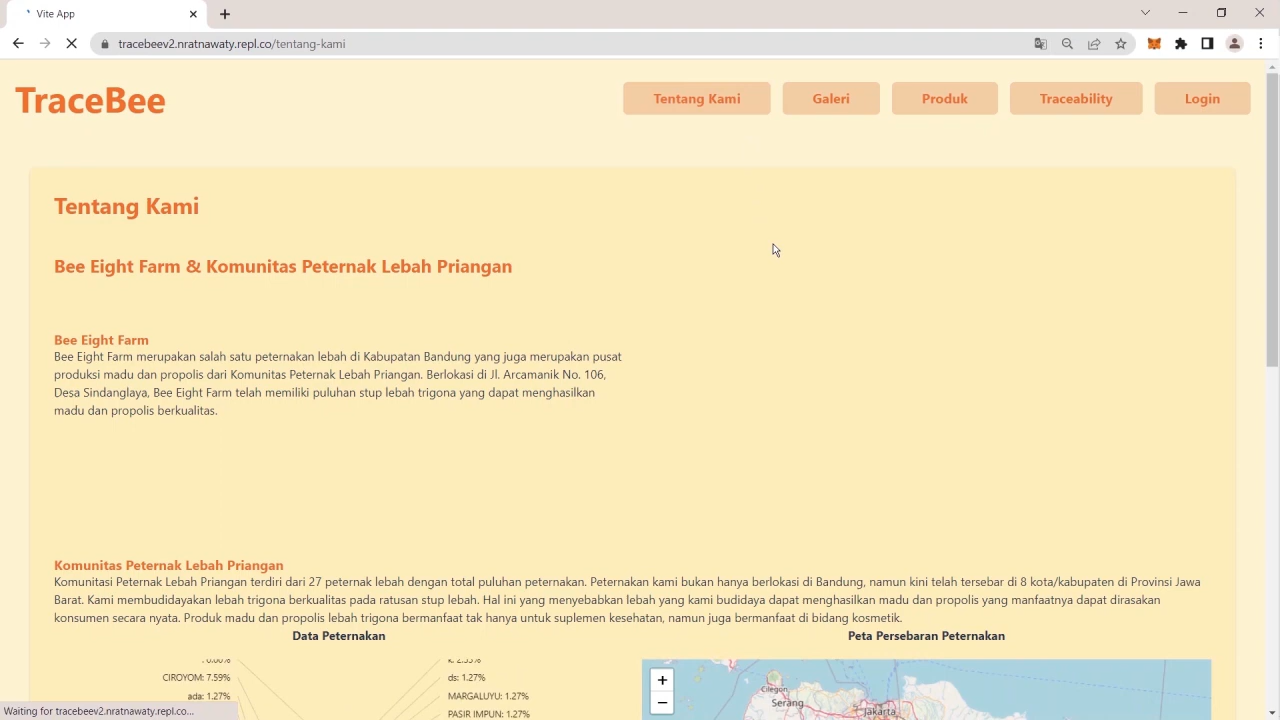 Vite App
tracebeev2.nratnawaty.repl.co/tentang-kami
TraceBee
Tentang Kami
Galeri
Produk
Traceability
Login
Tentang Kami
Bee Eight Farm & Komunitas Peternak Lebah Priangan
Bee Eight Farm
Bee Eight Farm merupakan salah satu peternakan lebah di Kabupatan Bandung yang juga merupakan pusat
produksi madu dan propolis dari Komunitas Peternak Lebah Priangan. Berlokasi di Jl. Arcamanik No. 106,
Desa Sindanglaya, Bee Eight Farm telah memiliki puluhan stup lebah trigona yang dapat menghasilkan
madu dan propolis berkualitas.
Komunitas Peternak Lebah Priangan
Komunitasi Peternak Lebah Priangan terdiri dari 27 peternak lebah dengan total puluhan peternakan. Peternakan kami bukan hanya berlokasi di Bandung, namun kini telah tersebar di 8 kota/kabupaten di Provinsi Jawa
Barat. Kami membudidayakan lebah trigona berkualitas pada ratusan stup lebah. Hal ini yang menyebabkan lebah yang kami budidaya dapat menghasilkan madu dan propolis yang manfaatnya dapat dirasakan
konsumen secara nyata. Produk madu dan propolis lebah trigona bermanfaat tak hanya untuk suplemen kesehatan, namun juga bermanfaat di bidang kosmetik.
Data Peternakan
Peta Persebaran Peternakan
CIROYOM: 7.59%
ada: 1.27%
ds: 1.27%
MARGALUYU: 1.27%
PASIR IMPUN: 1.27%
+
−
Cilegon
Serang
Jakarta
Waiting for tracebeev2.nratnawaty.repl.co...